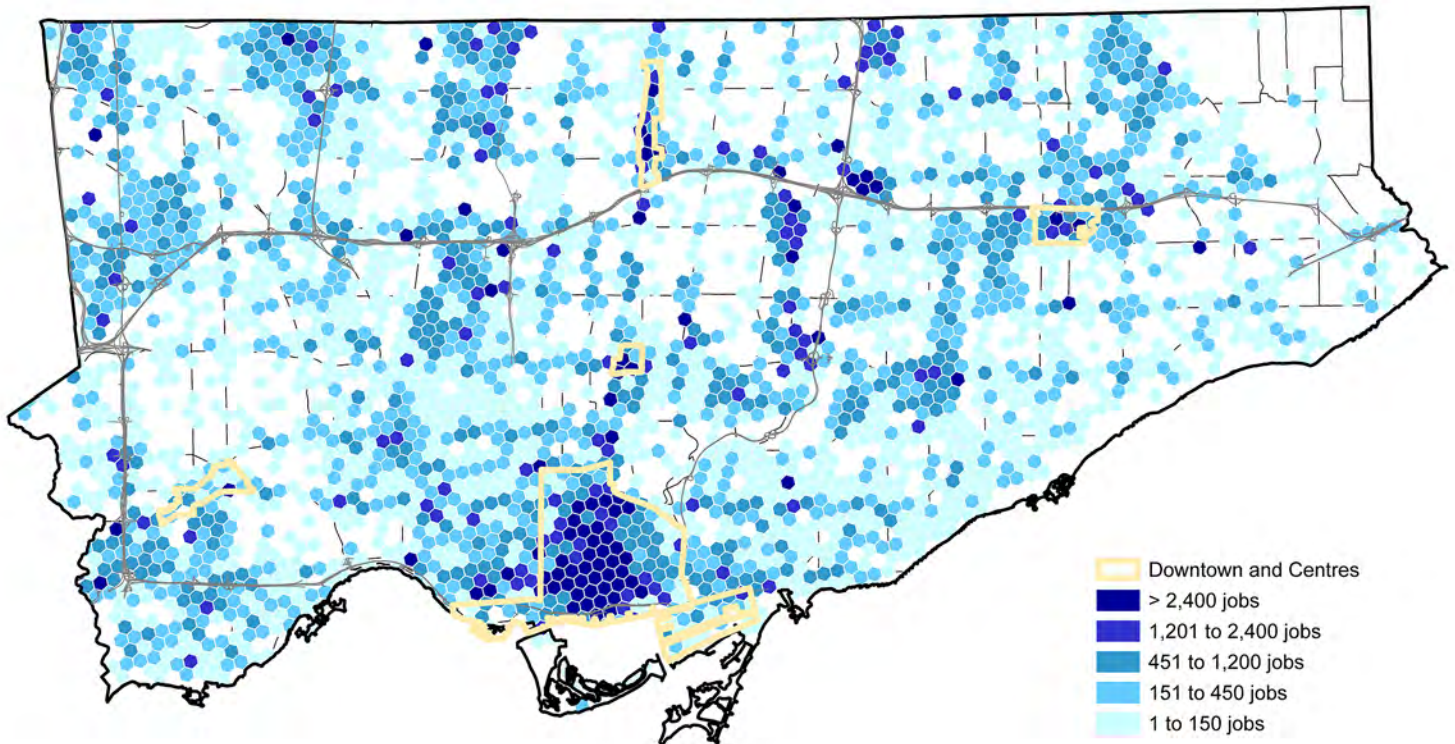 Downtown and Centres
> 2,400 jobs
1,201 to 2,400 jobs
451 to 1,200 jobs
151 to 450 jobs
1 to 150 jobs